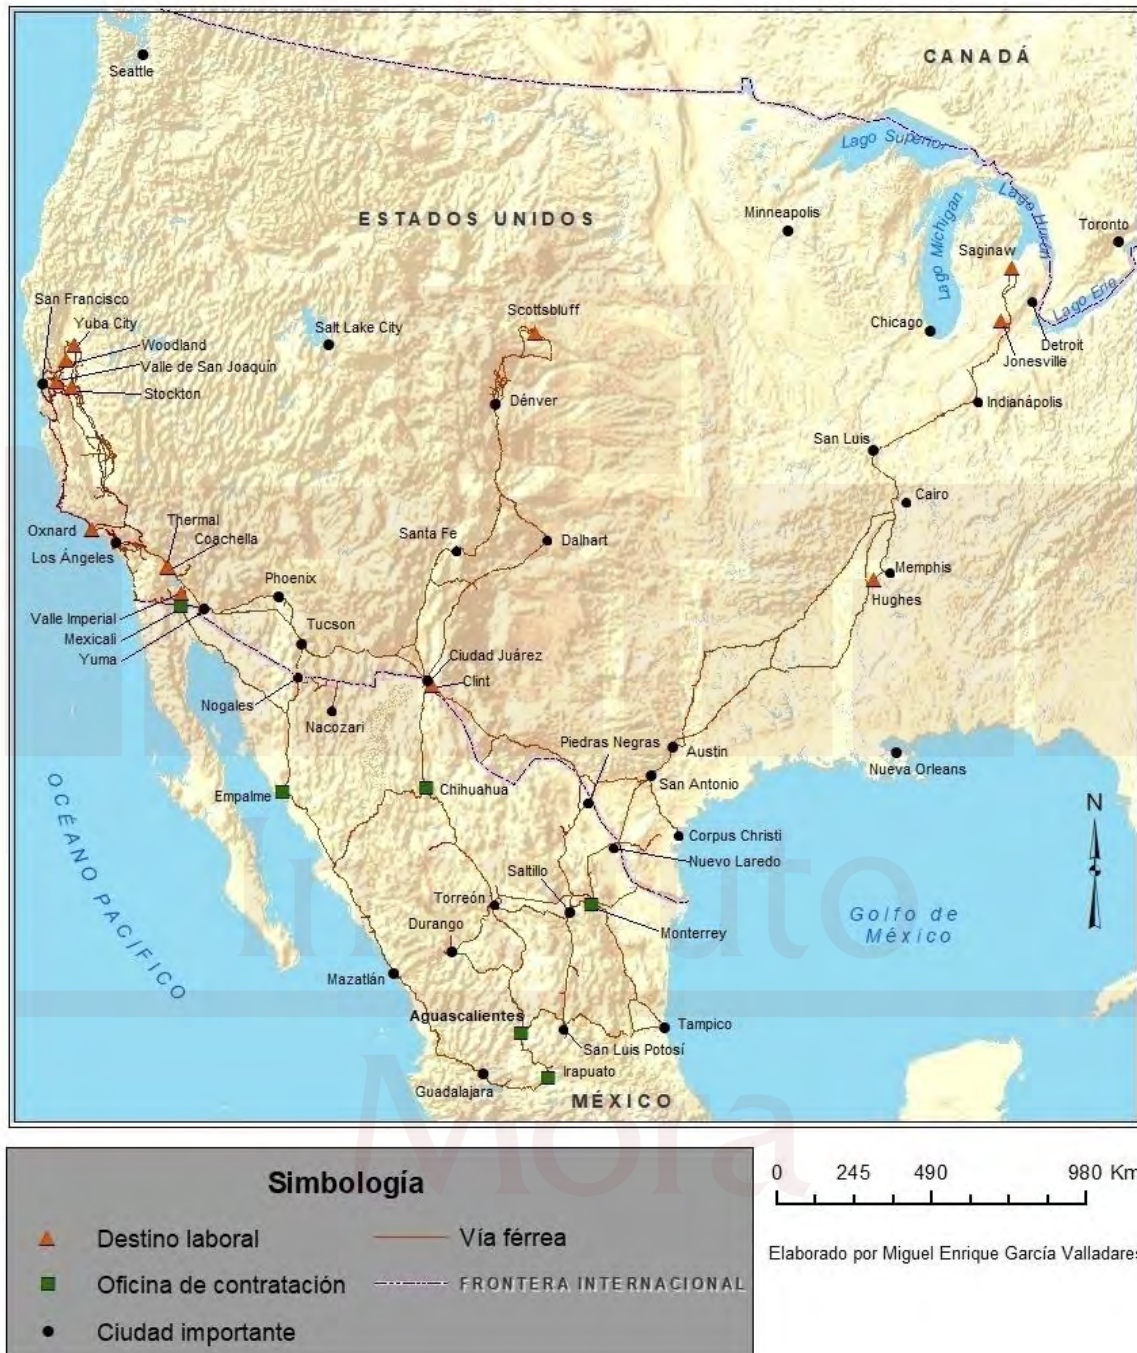 CANADÁ
Seattle
Lago Superior
ESTADOS UNIDOS
Minneapolis
Lago Michigan
Lago Huron
Toronto
Saginaw
Lago Erie
San Francisco
Yuba City
Woodland
Valle de San Joaquín
Stockton
Salt Lake City
Scottsbluff
Chicago
Detroit
Jonesville
Dénver
Indianápolis
San Luis
Cairo
Oxnard
Los Ángeles
Thermal
Coachella
Santa Fe
Dalhart
Phoenix
Memphis
Hughes
Valle Imperial
Mexicali
Yuma
Tucson
Ciudad Juárez
Clint
Nogales
Nacozari
Piedras Negras
Austin
San Antonio
Nueva Orleans
Empalme
Chihuahua
OCÉANO PACÍFICO
N
Corpus Christi
Nuevo Laredo
Saltillo
Torreón
Durango
Monterrey
Golfo de
México
Mazatlán
Aguascalientes
Tampico
San Luis Potosí
Irapuato
Guadalajara
MÉXICO
Instituto
Mora
Simbología
Destino laboral
Vía férrea
Oficina de contratación
FRONTERA INTERNACIONAL
Ciudad importante
0 245 490 980 Km
Elaborado por Miguel Enrique García Valladares